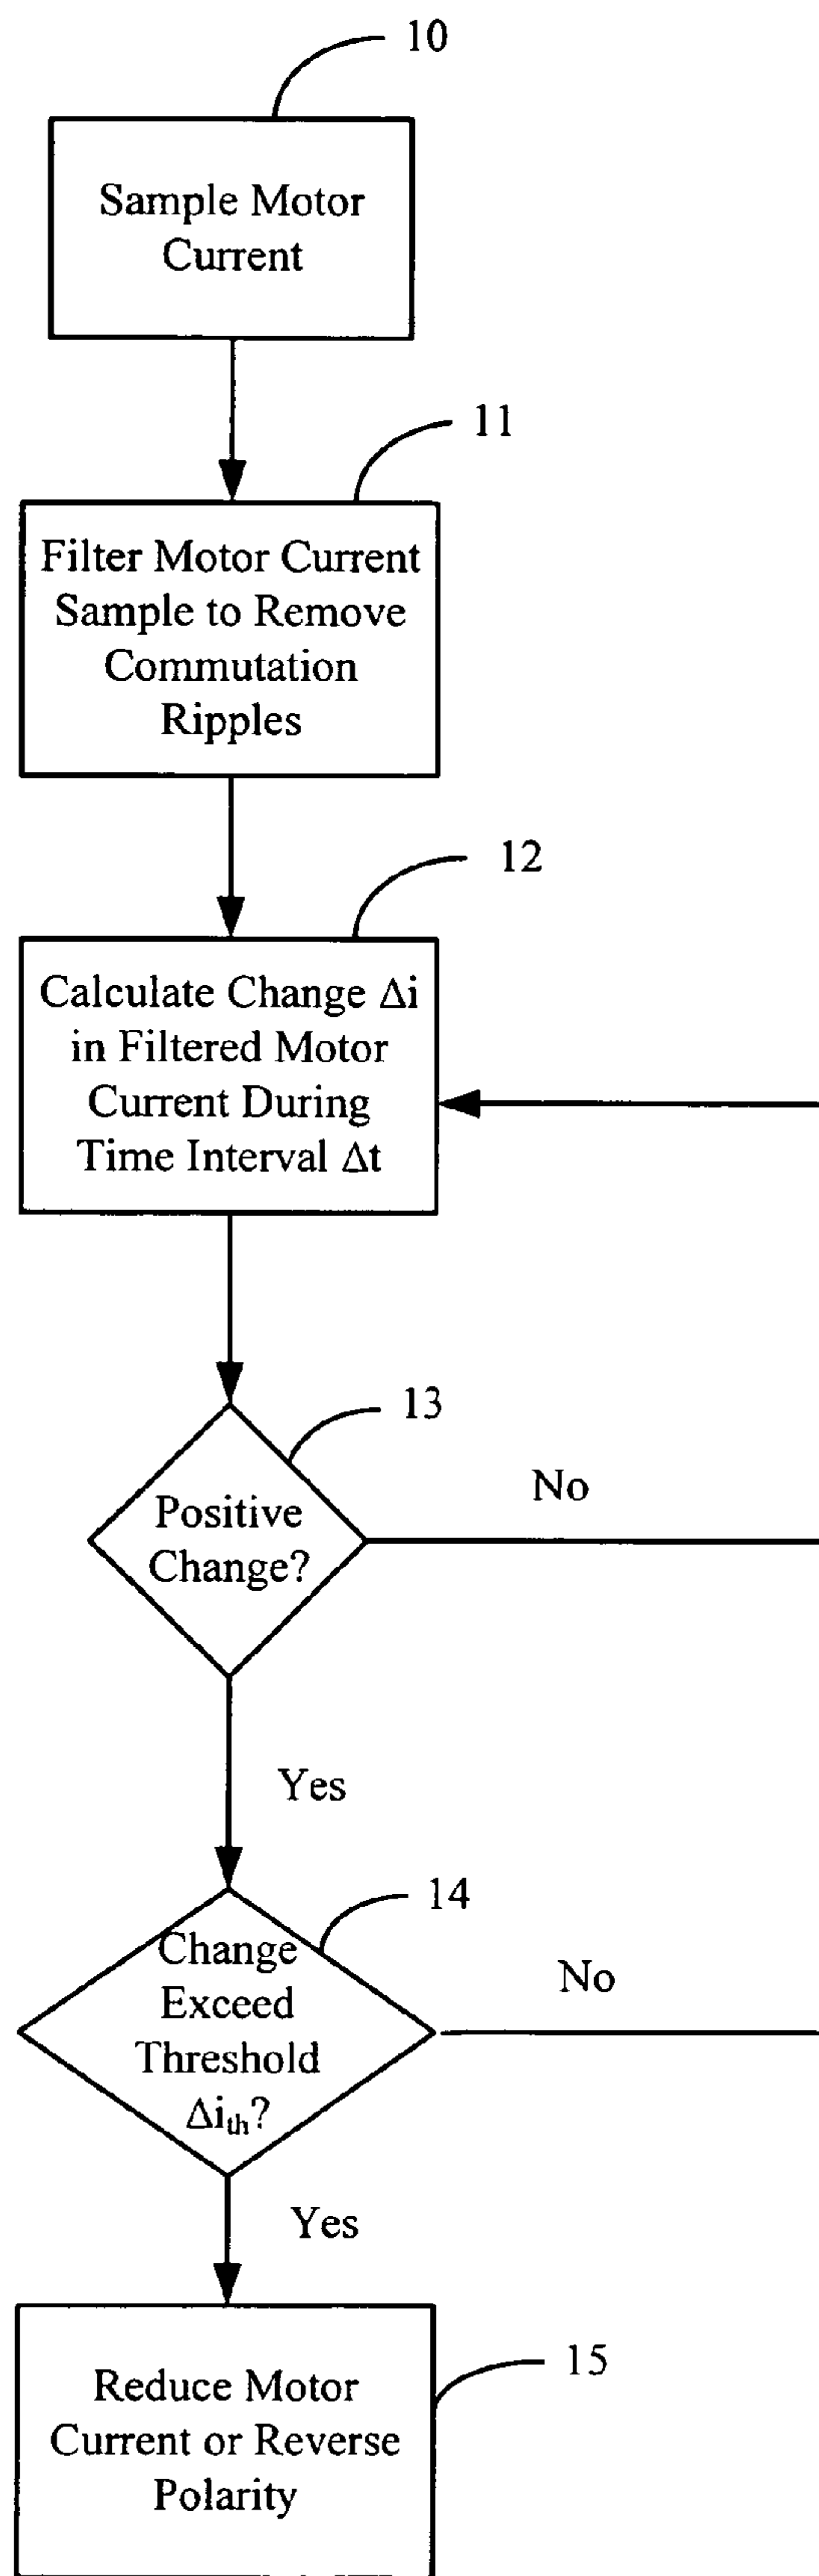 10
Sample Motor
Current
11
Filter Motor Current
Sample to Remove
Commutation
Ripples
12
Calculate Change Δi
in Filtered Motor
Current During
Time Interval Δt
13
Positive
Change?
No
Yes
14
Change
Exceed
Threshold
Δi_th?
No
Yes
15
Reduce Motor
Current or Reverse
Polarity